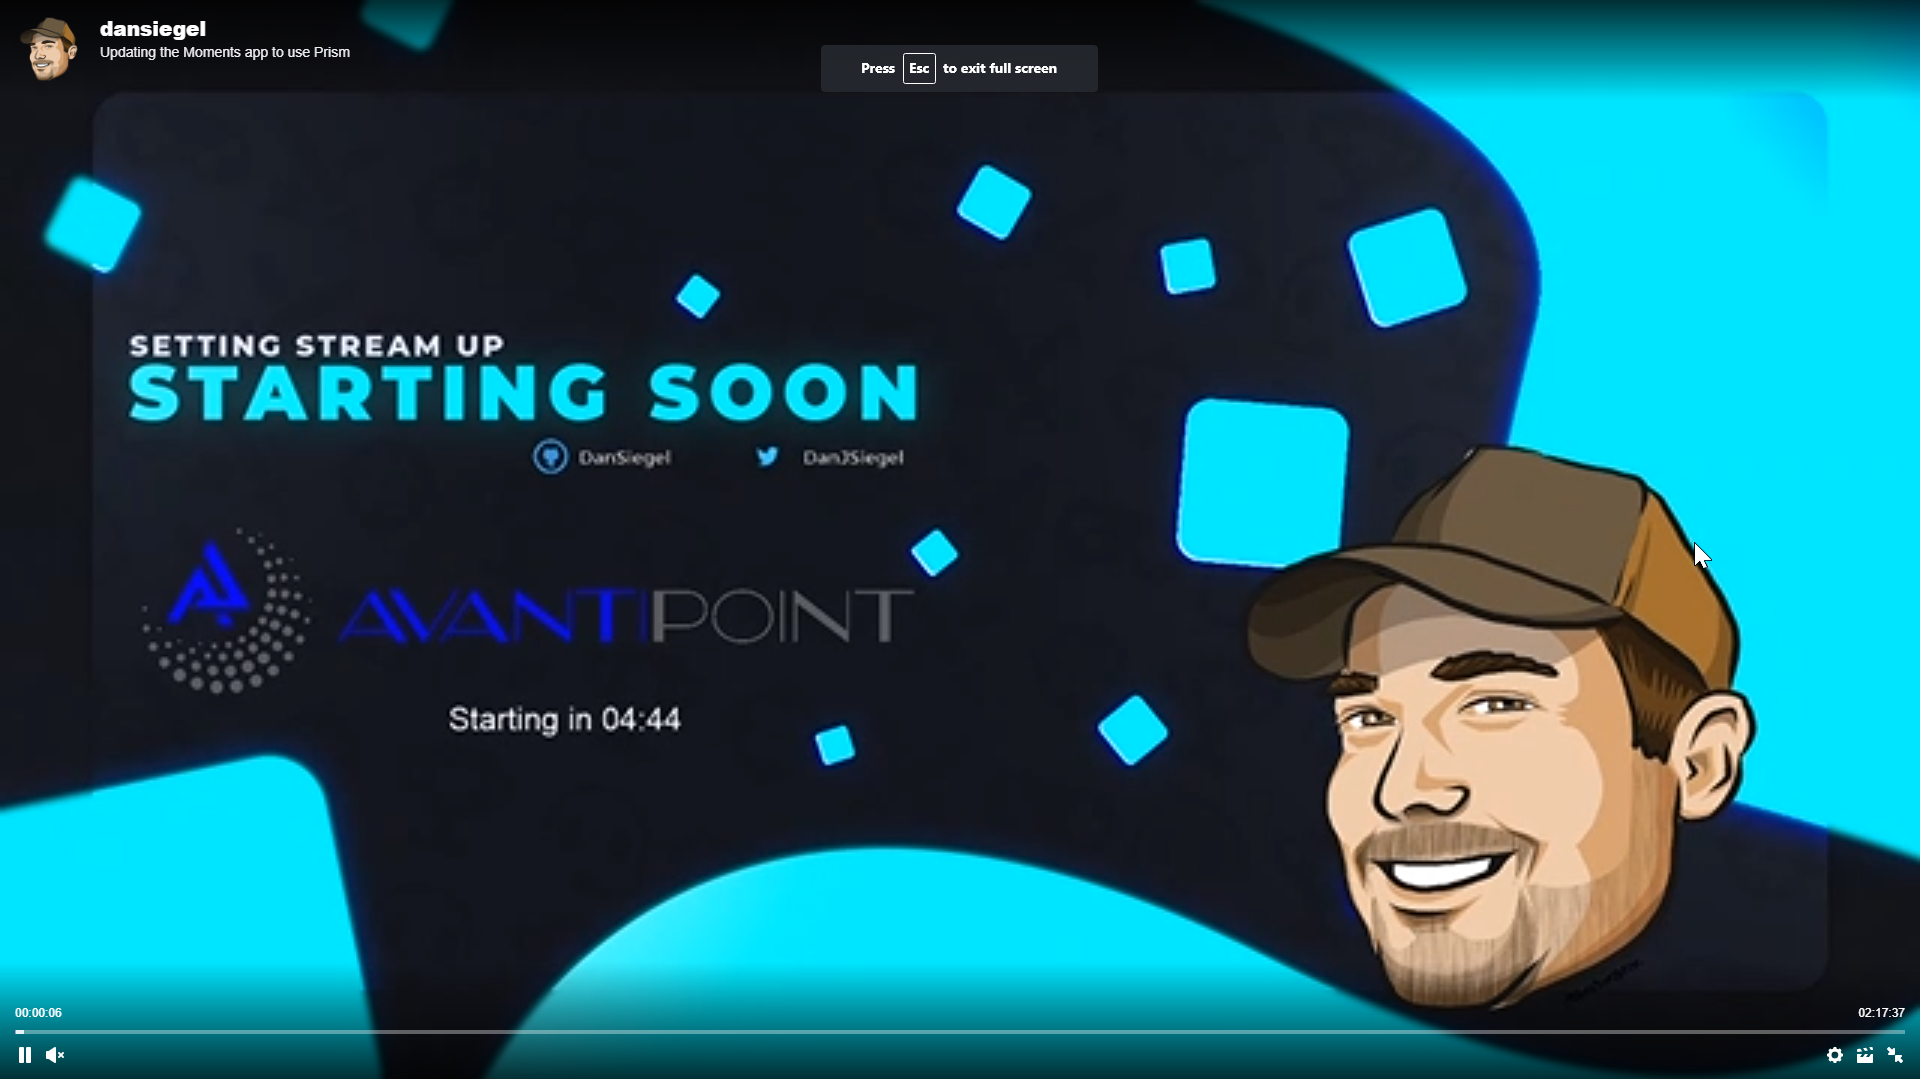 dansiegel
Updating the Moments app to use Prism
Press Esc to exit full screen
SETTING STREAM UP
STARTING SOON
DanSiegel DanJSiegel
AVANTIPOINT
Starting in 04:44
00:00:06
02:17:37